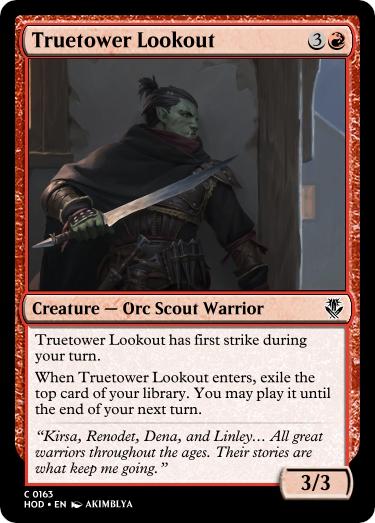 Truetower Lookout 3
Creature — Orc Scout Warrior
Truetower Lookout has first strike during
your turn.
When Truetower Lookout enters, exile the
top card of your library. You may play it until
the end of your next turn.
“Kirsa, Renodet, Dena, and Linley… All great
warriors throughout the ages. Their stories are
what keep me going.”
3/3
C 0163
HOD • EN AKIMBLYA